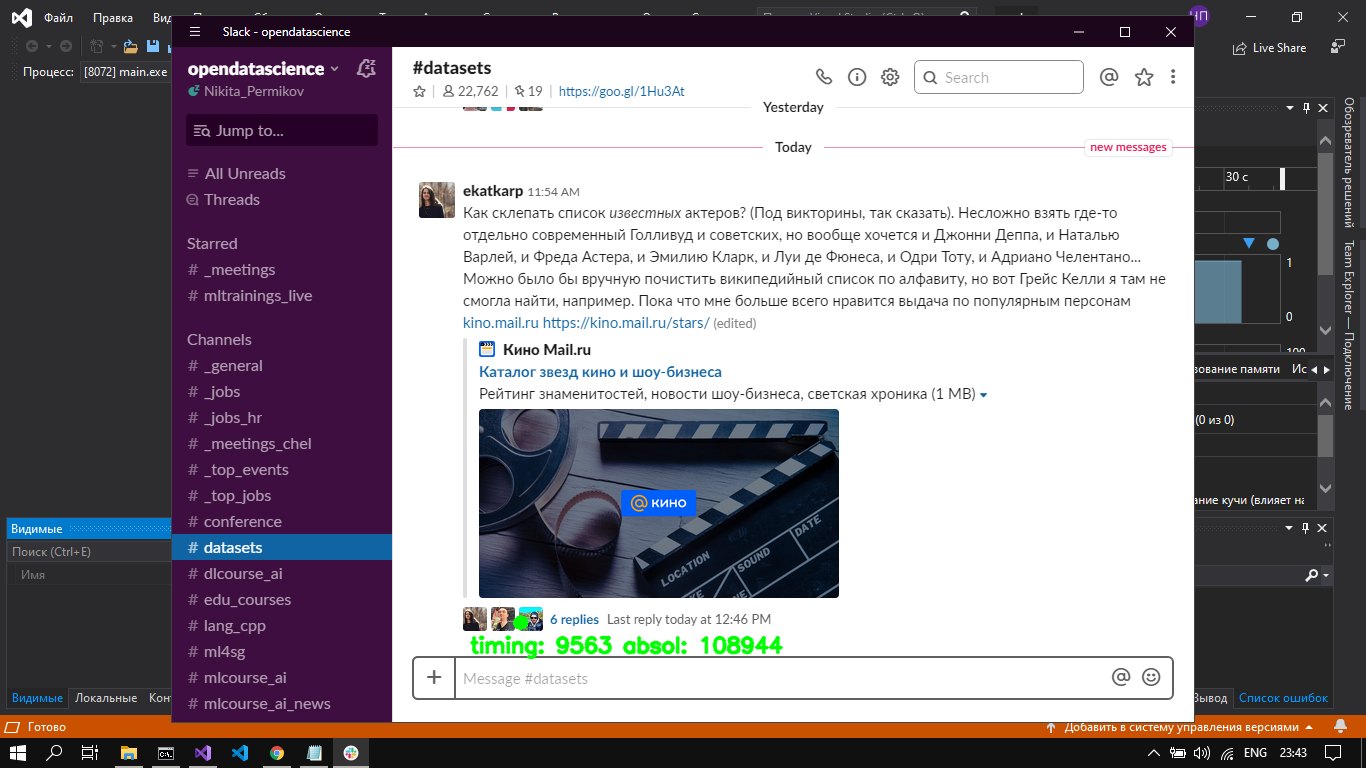 Файл Правка
Slack - opendatascience
НП
Процесс: [8072] main.exe
Live Share
opendatascience
Nikita_Permikov
Jump to...
All Unreads
Threads
Starred
# _meetings
# mltrainings_live
Channels
# _general
# _jobs
# _jobs_hr
# _meetings_chel
# _top_events
# _top_jobs
# conference
# datasets
# dlcourse_ai
# edu_courses
# lang_cpp
# ml4sg
# mlcourse_ai
# mlcourse_ai_news
#datasets
22,762 19 https://goo.gl/1Hu3At
Search
Yesterday
Today
new messages
ekatkarp 11:54 AM
Как склепать список известных актеров? (Под викторины, так сказать). Несложно взять где-то
отдельно современный Голливуд и советских, но вообще хочется и Джонни Деппа, и Наталью
Варлей, и Фреда Астера, и Эмилию Кларк, и Луи де Фюнеса, и Одри Тоту, и Адриано Челентано...
Можно было бы вручную почистить википедийный список по алфавиту, но вот Грейс Келли я там не
смогла найти, например. Пока что мне больше всего нравится выдача по популярным персонам
kino.mail.ru https://kino.mail.ru/stars/ (edited)
Кино Mail.ru
Каталог звезд кино и шоу-бизнеса
Рейтинг знаменитостей, новости шоу-бизнеса, светская хроника (1 MB)
@ КИНО
LOCATION
SOUND
DATE
SCENE
6 replies Last reply today at 12:46 PM
timing: 9563 absol: 108944
Message #datasets
30 с
1
0
100
зование памяти Ис
(0 из 0)
ание кучи (влияет на
Обозреватель решений
Team Explorer — Подключение
Видимые
Поиск (Ctrl+E)
Имя
Видимые Локальные Конт
Вывод Список ошибок
Готово
Добавить в систему управления версиями
ENG 23:43